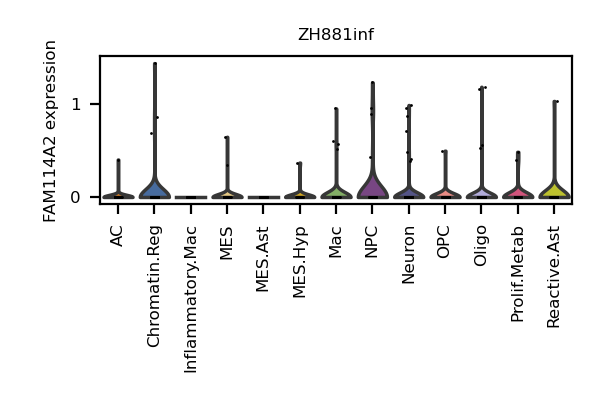 ZH881inf
FAM114A2 expression
1
0
AC
Chromatin.Reg
Inflammatory.Mac
MES
MES.Ast
MES.Hyp
Mac
NPC
Neuron
OPC
Oligo
Prolif.Metab
Reactive.Ast